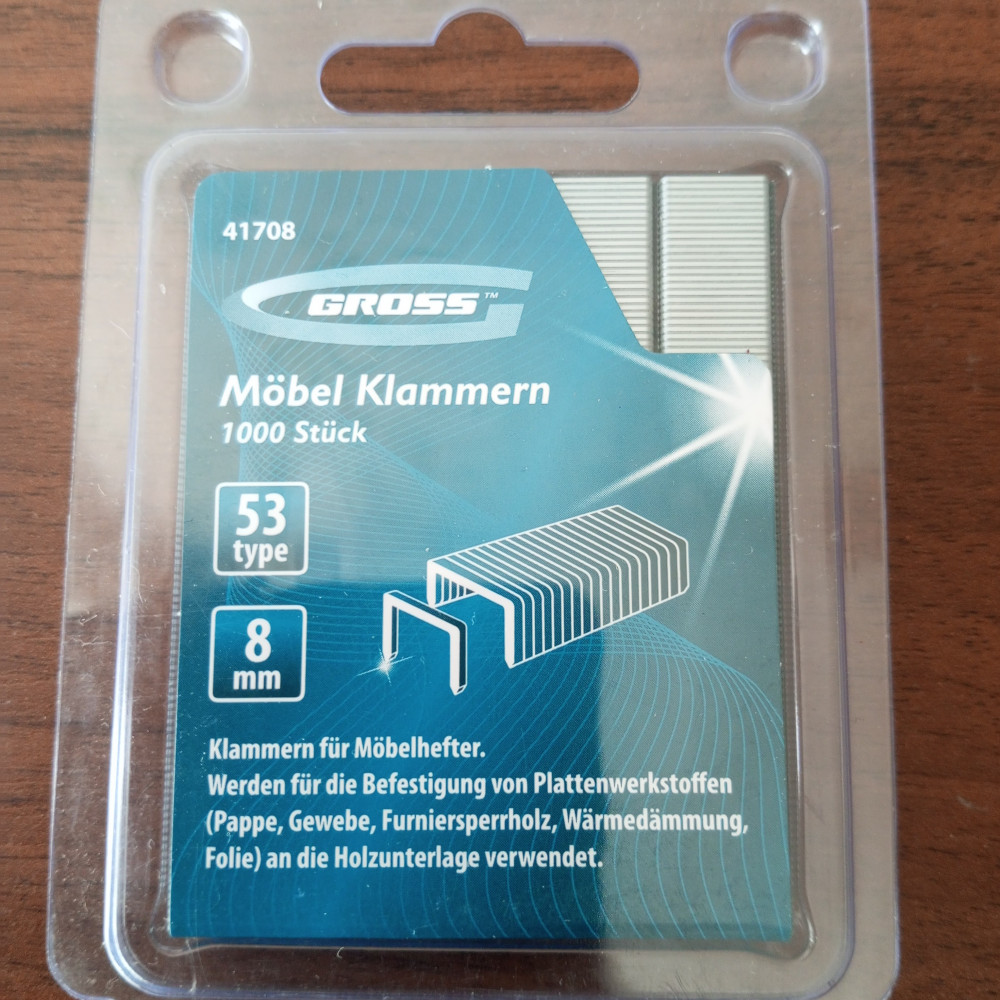 41708
GROSS™
Möbel Klammern
1000 Stück
53
type
8
mm
Klammern für Möbelhefter.
Werden für die Befestigung von Plattenwerkstoffen
(Pappe, Gewebe, Furniersperrholz, Wärmedämmung,
Folie) an die Holzunterlage verwendet.